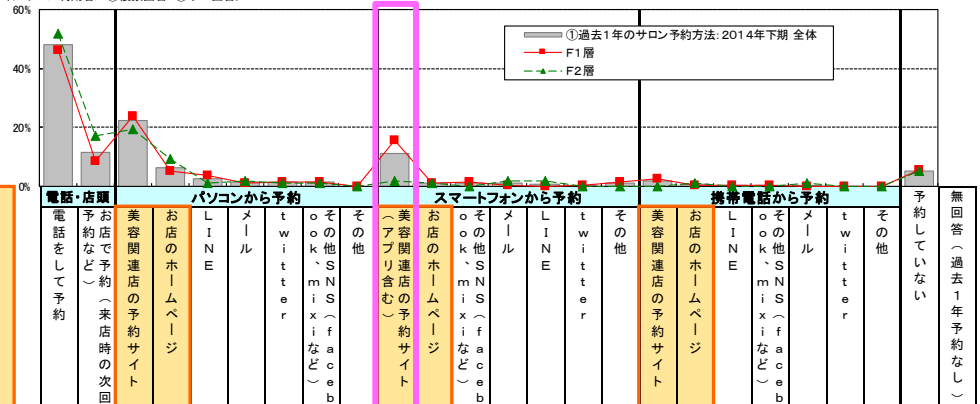 60%
40%
20%
0%
①過去1年のサロン予約方法:2014年下期 全体
F1層
F2層
電話・店頭
パソコンから予約
スマートフォンから予約
携帯電話から予約
電話をして予約
お店で予約（来店時の次回
予約など）
美容関連店の予約サイト
お店のホームページ
LINE
メール
twitter
その他SNS（faceb
ook、mixiなど）
その他
美容関連店の予約サイト
（アプリ含む）
お店のホームページ
その他SNS（faceb
ook、mixiなど）
メール
LINE
twitter
その他
美容関連店の予約サイト
お店のホームページ
LINE
その他SNS（faceb
ook、mixiなど）
メール
twitter
その他
予約していない
無回答（過去1年予約なし）